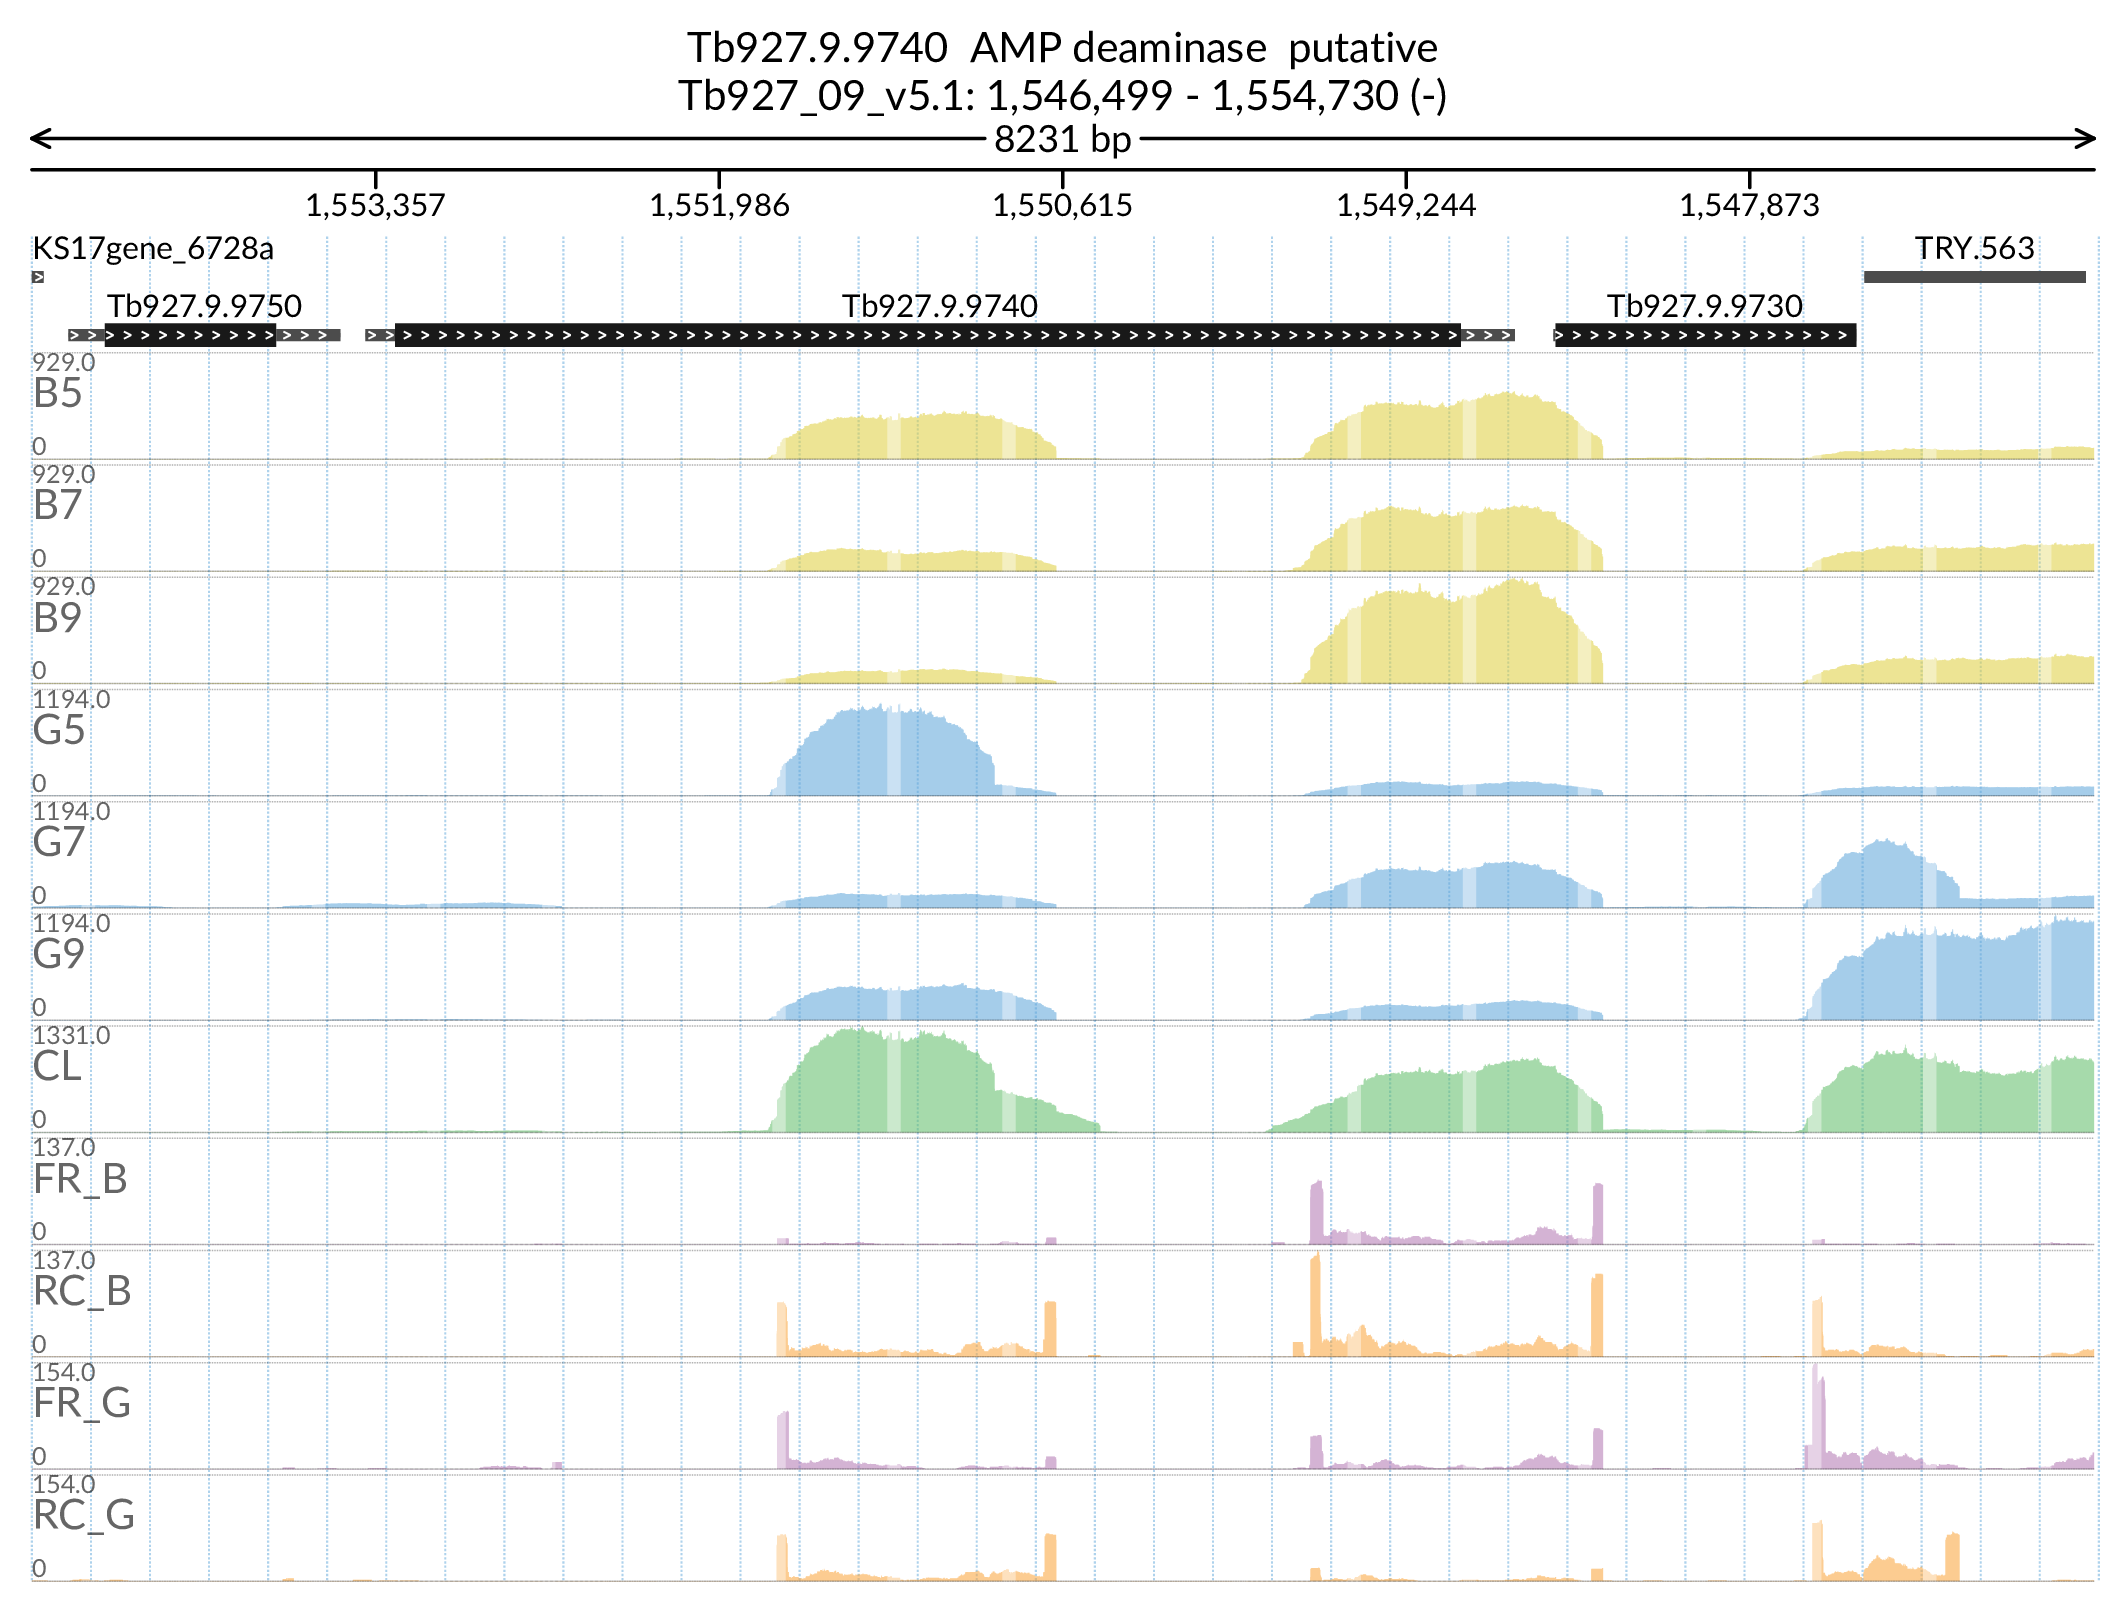 Tb927.9.9740  AMP deaminase  putative
Tb927_09_v5.1: 1,546,499 - 1,554,730 (-)
8231 bp
1,553,357 1,551,986 1,550,615 1,549,244 1,547,873
KS17gene_6728a TRY.563
Tb927.9.9750 Tb927.9.9740 Tb927.9.9730
929.0
B5
0
929.0
B7
0
929.0
B9
0
1194.0
G5
0
1194.0
G7
0
1194.0
G9
0
1331.0
CL
0
137.0
FR_B
0
137.0
RC_B
0
154.0
FR_G
0
154.0
RC_G
0